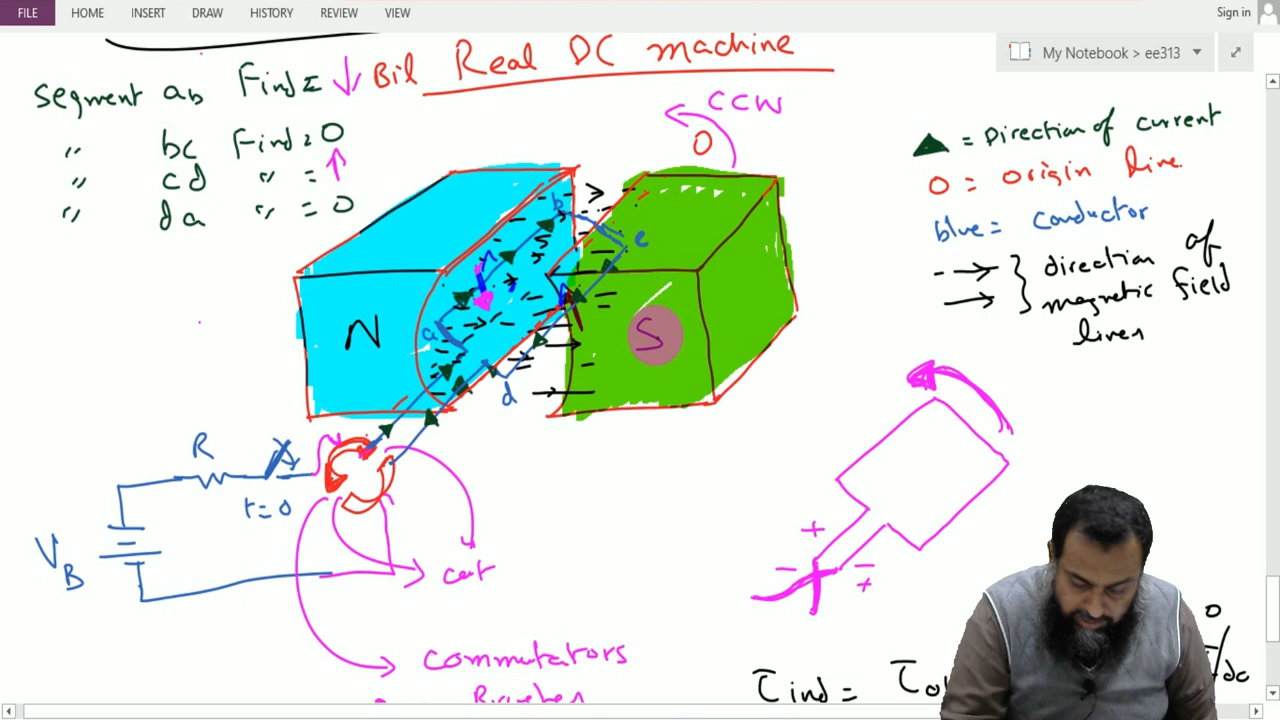 FILE HOME INSERT DRAW HISTORY REVIEW VIEW
Sign in
My Notebook > ee313
Real DC machine
Segment ab Find = ↓ Bil
" bc Find = 0
" cd " = ↑
" da " = 0
CCW
O
▲ = Direction of current
O = origin line
blue = conductor
--→ } direction of
→ } magnetic field
lines
N
S
a
b
c
d
R
t=0
V_B
cut
+
-
-
+
commutators
Brushes
τind =